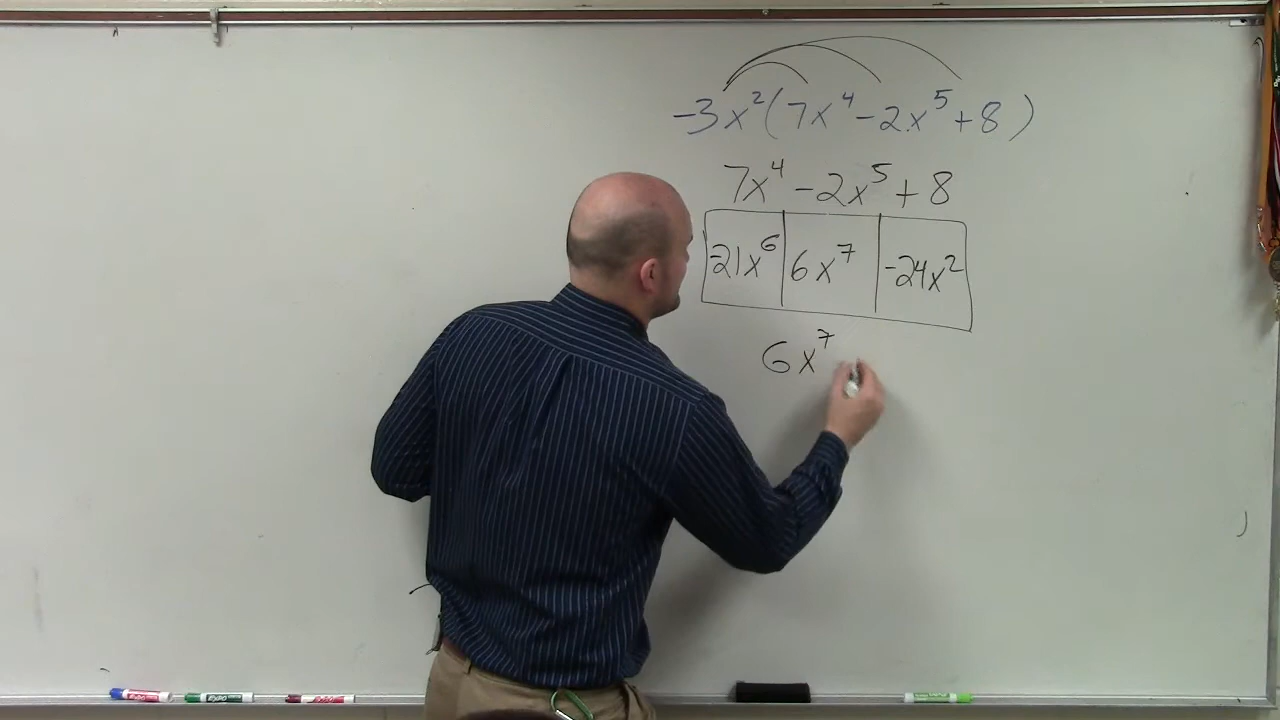 -3x²(7x⁴-2x⁵+8)
7x⁴-2x⁵+8
-21x⁶ 6x⁷ -24x²
6x⁷